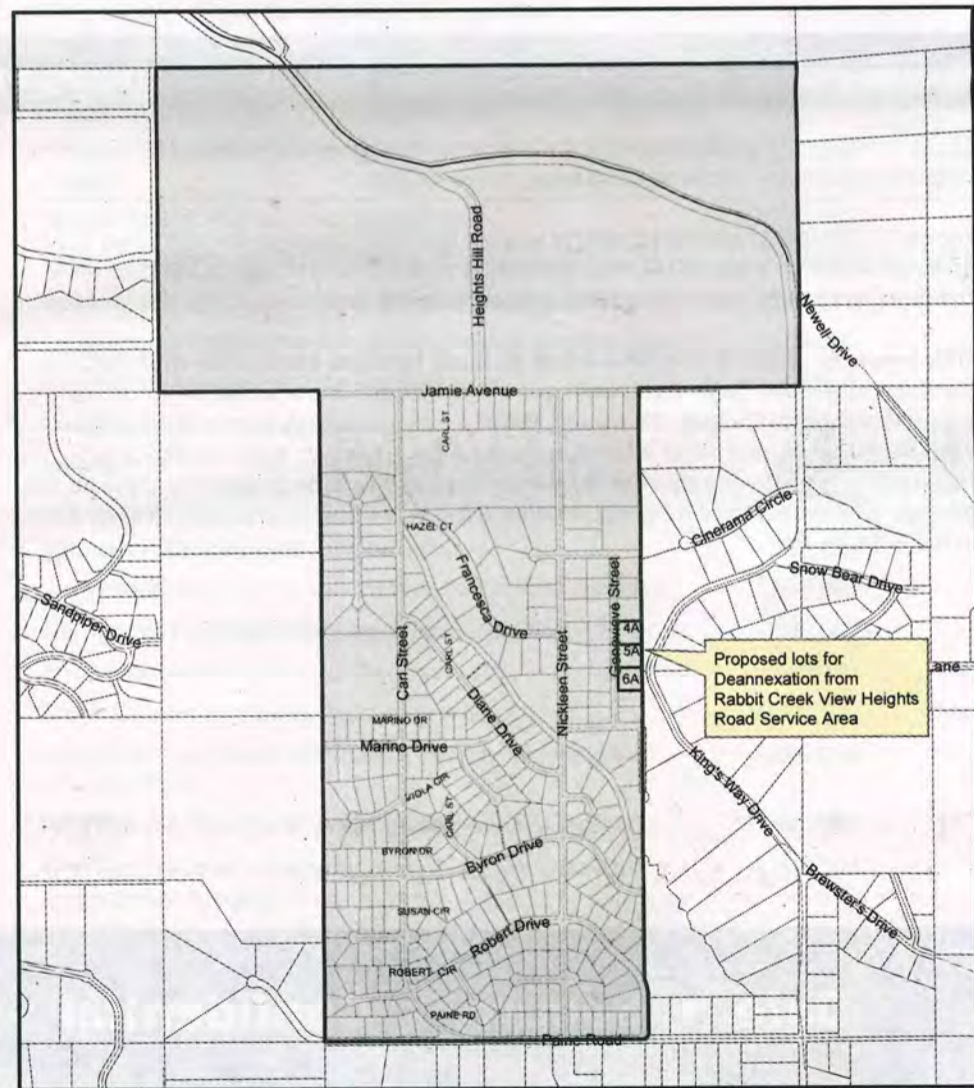 Heights Hill Road
Newell Drive
Jamie Avenue
CARL ST
Cinerama Circle
HAZEL CT
Snow Bear Drive
Francesca Drive
Genevieve Street
Sandpiper Drive
4A
5A
6A
Proposed lots for
Deannexation from
Rabbit Creek View Heights
Road Service Area
ane
Carl Street
CARL ST
Nickleen Street
Diane Drive
MARINO DR
Marino Drive
King's Way Drive
VIOLA CIR
CARL ST
BYRON DR
Byron Drive
Brewster's Drive
SUSAN CIR
Robert Drive
ROBERT CIR
PAINE RD
Paine Road